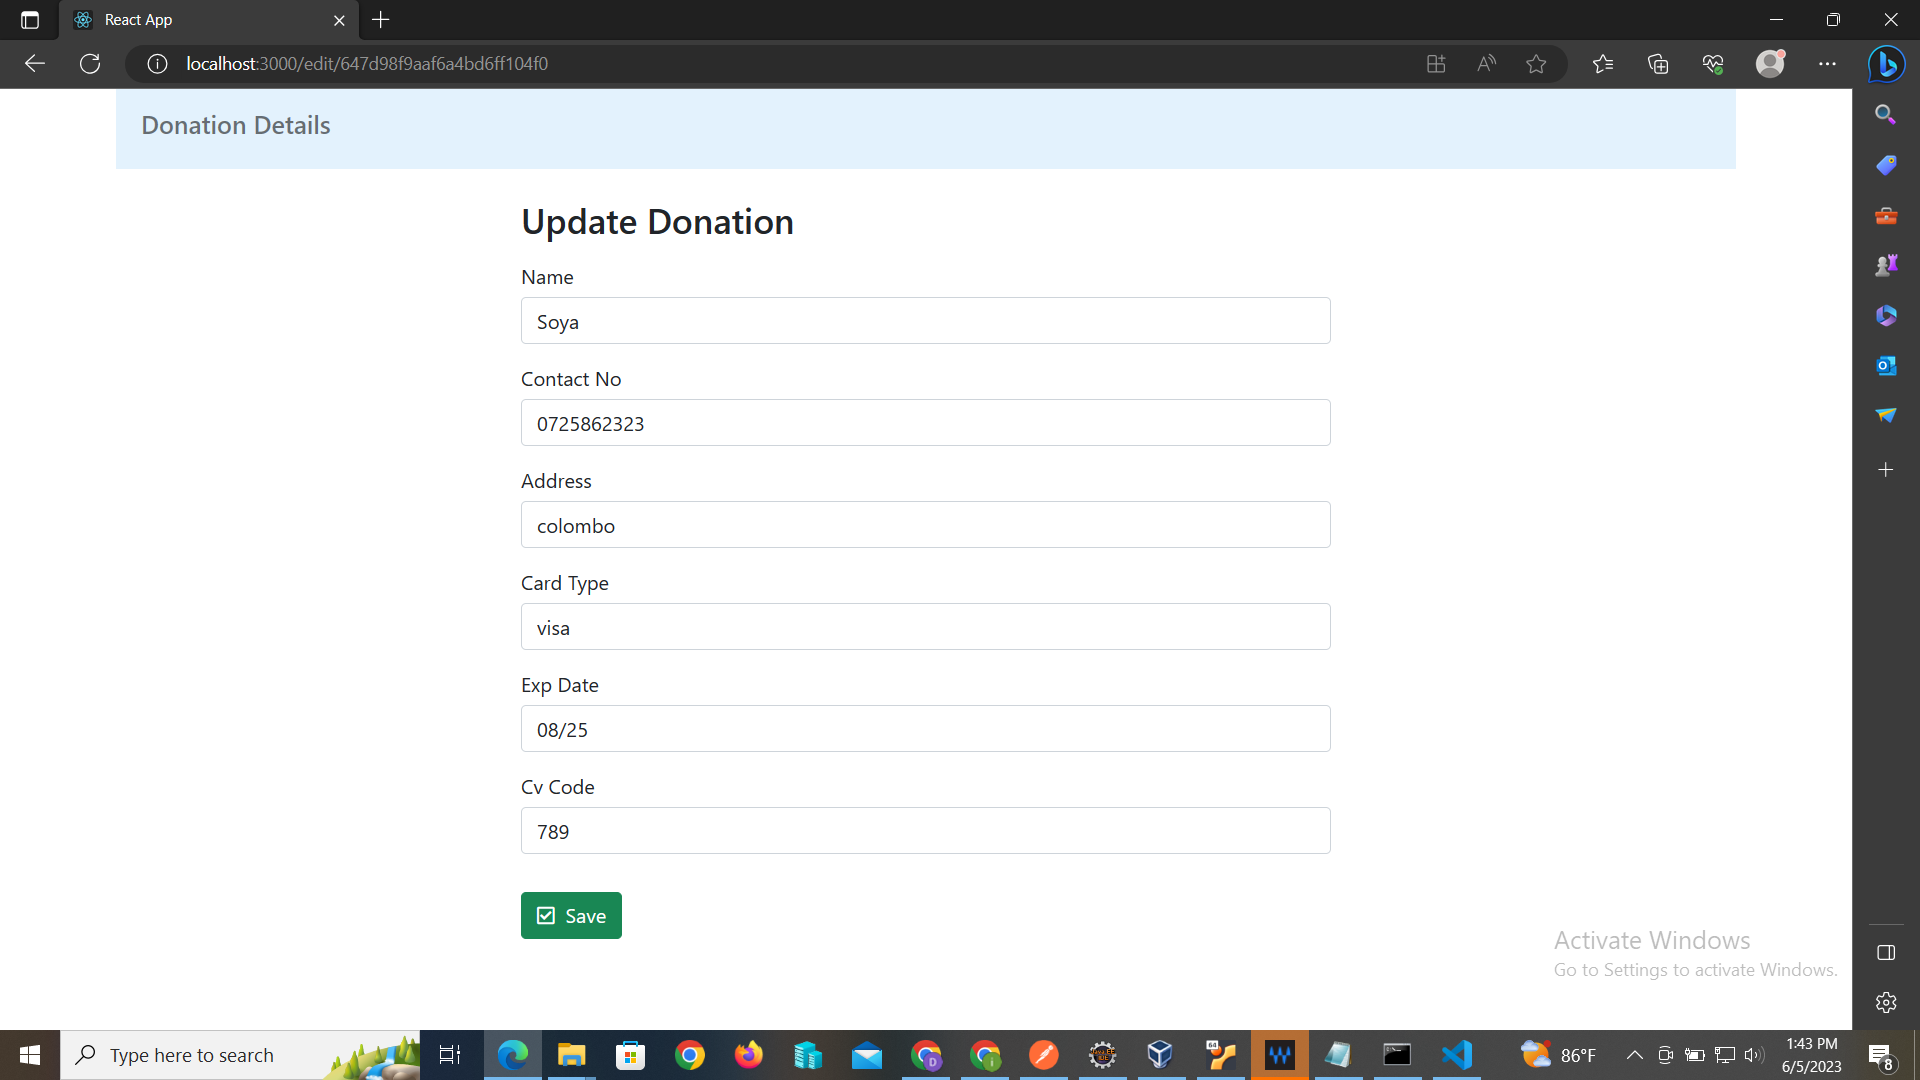 React App
localhost:3000/edit/647d98f9aaf6a4bd6ff104f0
Donation Details
Update Donation
Name
Soya
Contact No
0725862323
Address
colombo
Card Type
visa
Exp Date
08/25
Cv Code
789
Save
Activate Windows
Go to Settings to activate Windows.
Type here to search
86°F
1:43 PM
6/5/2023
8